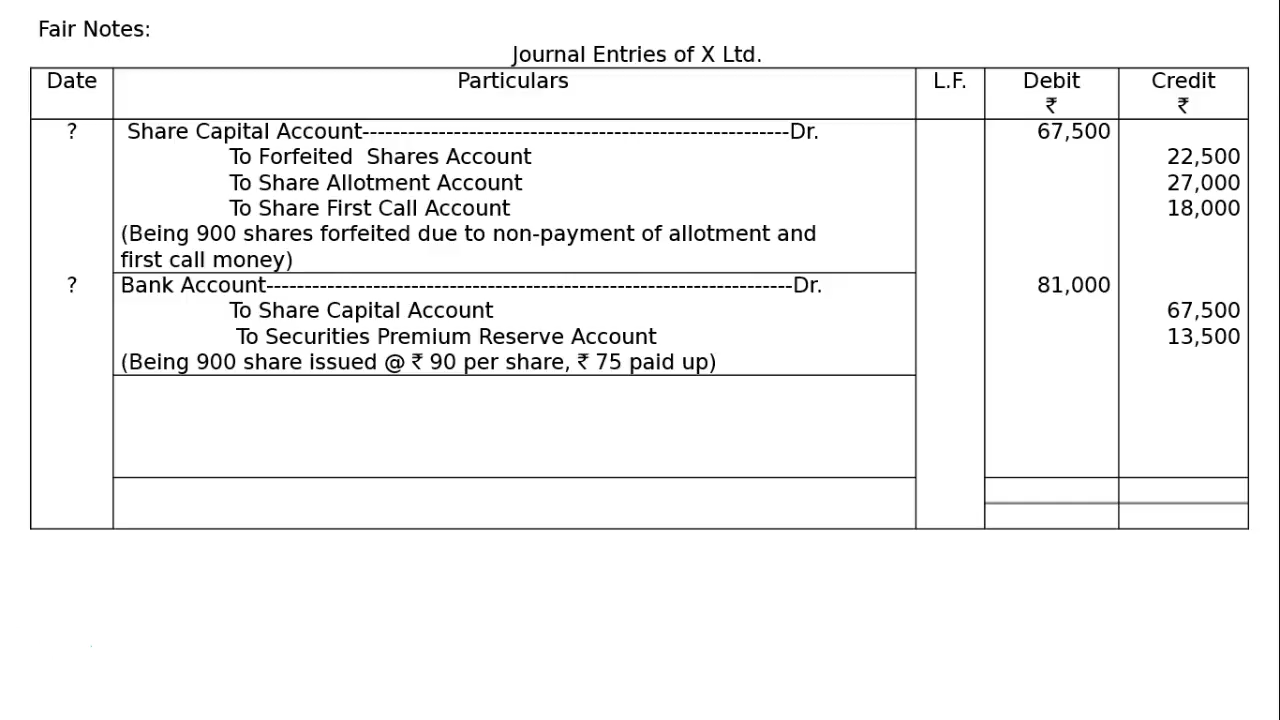 Fair Notes:
Journal Entries of X Ltd.
Date Particulars L.F. Debit Credit
₹ ₹
? Share Capital Account--------------------------------------------------------Dr. 67,500
To Forfeited Shares Account 22,500
To Share Allotment Account 27,000
To Share First Call Account 18,000
(Being 900 shares forfeited due to non-payment of allotment and
first call money)
? Bank Account---------------------------------------------------------------------Dr. 81,000
To Share Capital Account 67,500
To Securities Premium Reserve Account 13,500
(Being 900 share issued @ ₹ 90 per share, ₹ 75 paid up)